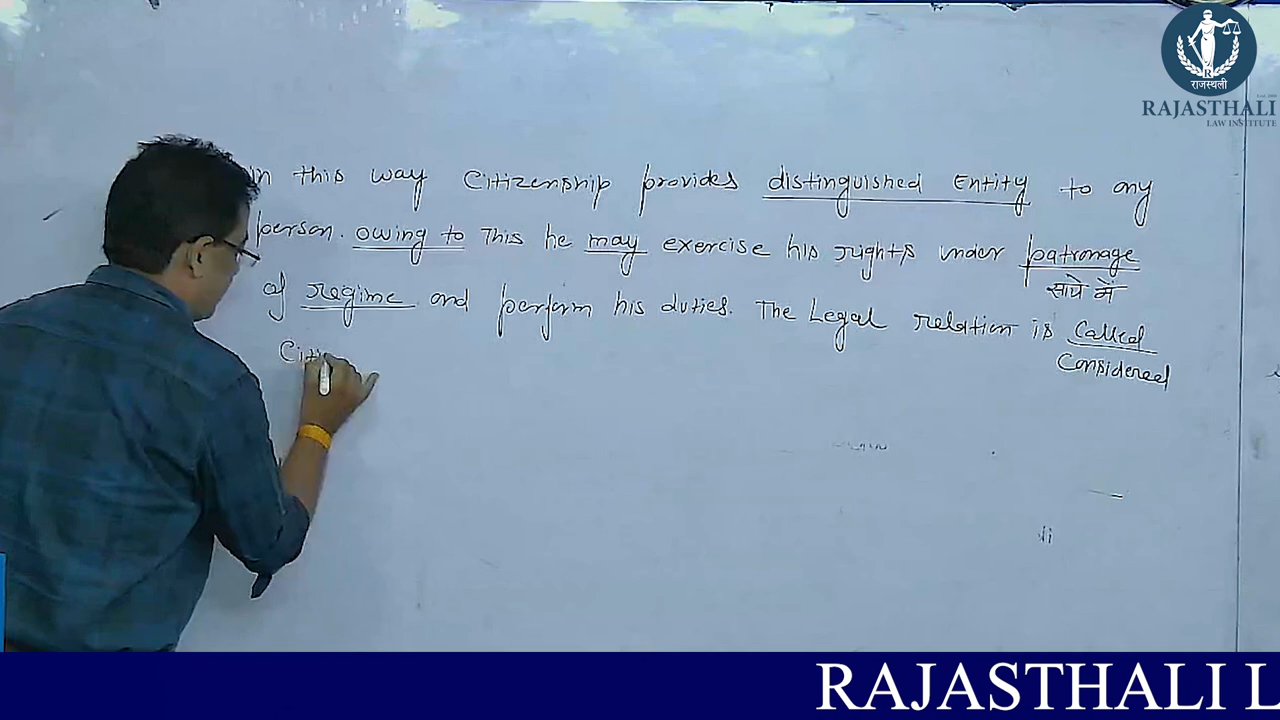 राजस्थली
RAJASTHALI
LAW INSTITUTE
In this way Citizenship provides distinguished Entity to any
person. owing to This he may exercise his rights under patronage
साये में
of regime and perform his duties. The Legal relation is Called
Considered
Citi
RAJASTHALI L